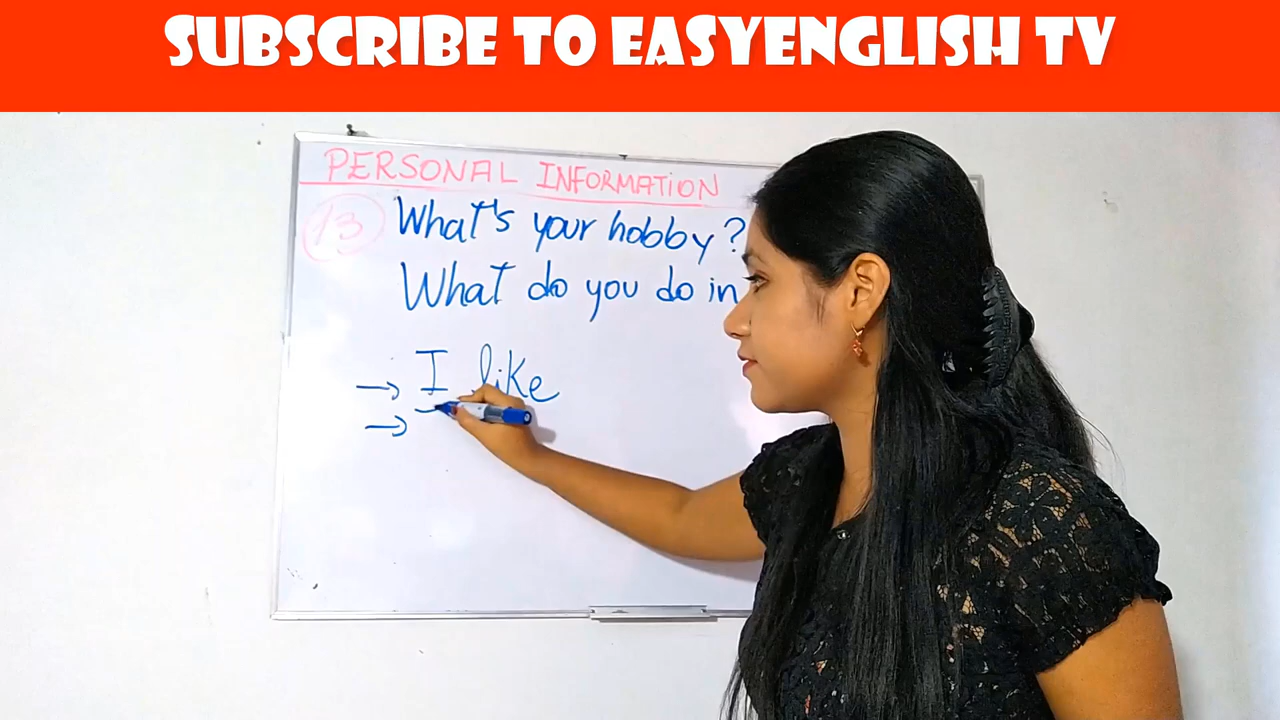 SUBSCRIBE TO EASYENGLISH TV
PERSONAL INFORMATION
13 What's your hobby?
What do you do in
→ I like
→